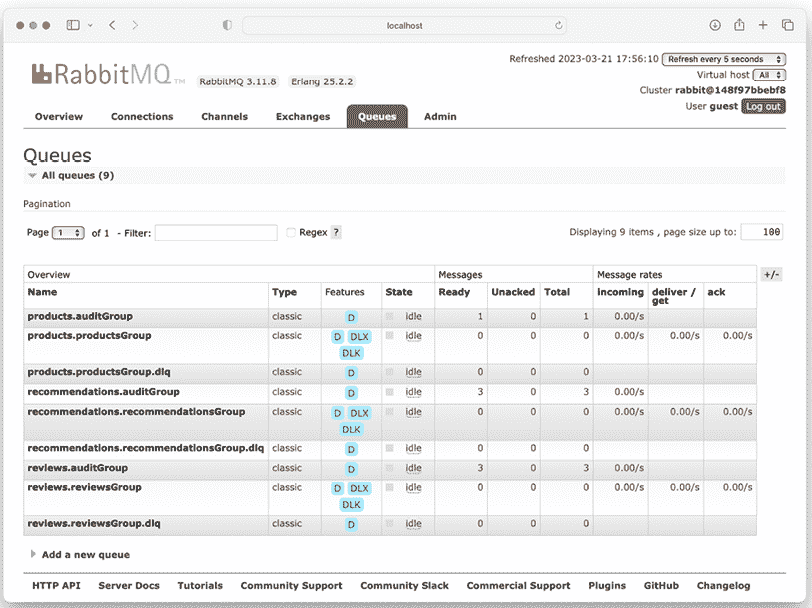 localhost
Refreshed 2023-03-21 17:56:10 Refresh every 5 seconds
RabbitMQ TM RabbitMQ 3.11.8 Erlang 25.2.2
Virtual host All
Cluster rabbit@148f97bbebf8
User guest Log out
Overview Connections Channels Exchanges Queues Admin
Queues
All queues (9)
Pagination
Page 1 of 1 - Filter: Regex ? Displaying 9 items , page size up to: 100
Overview Messages Message rates +/-
Name Type Features State Ready Unacked Total incoming deliver / get ack
products.auditGroup classic D idle 1 0 1 0.00/s
products.productsGroup classic D DLX DLK idle 0 0 0 0.00/s 0.00/s 0.00/s
products.productsGroup.dlq classic D idle 0 0 0
recommendations.auditGroup classic D idle 3 0 3 0.00/s
recommendations.recommendationsGroup classic D DLX DLK idle 0 0 0 0.00/s 0.00/s 0.00/s
recommendations.recommendationsGroup.dlq classic D idle 0 0 0
reviews.auditGroup classic D idle 3 0 3 0.00/s
reviews.reviewsGroup classic D DLX DLK idle 0 0 0 0.00/s 0.00/s 0.00/s
reviews.reviewsGroup.dlq classic D idle 0 0 0
Add a new queue
HTTP API Server Docs Tutorials Community Support Community Slack Commercial Support Plugins GitHub Changelog